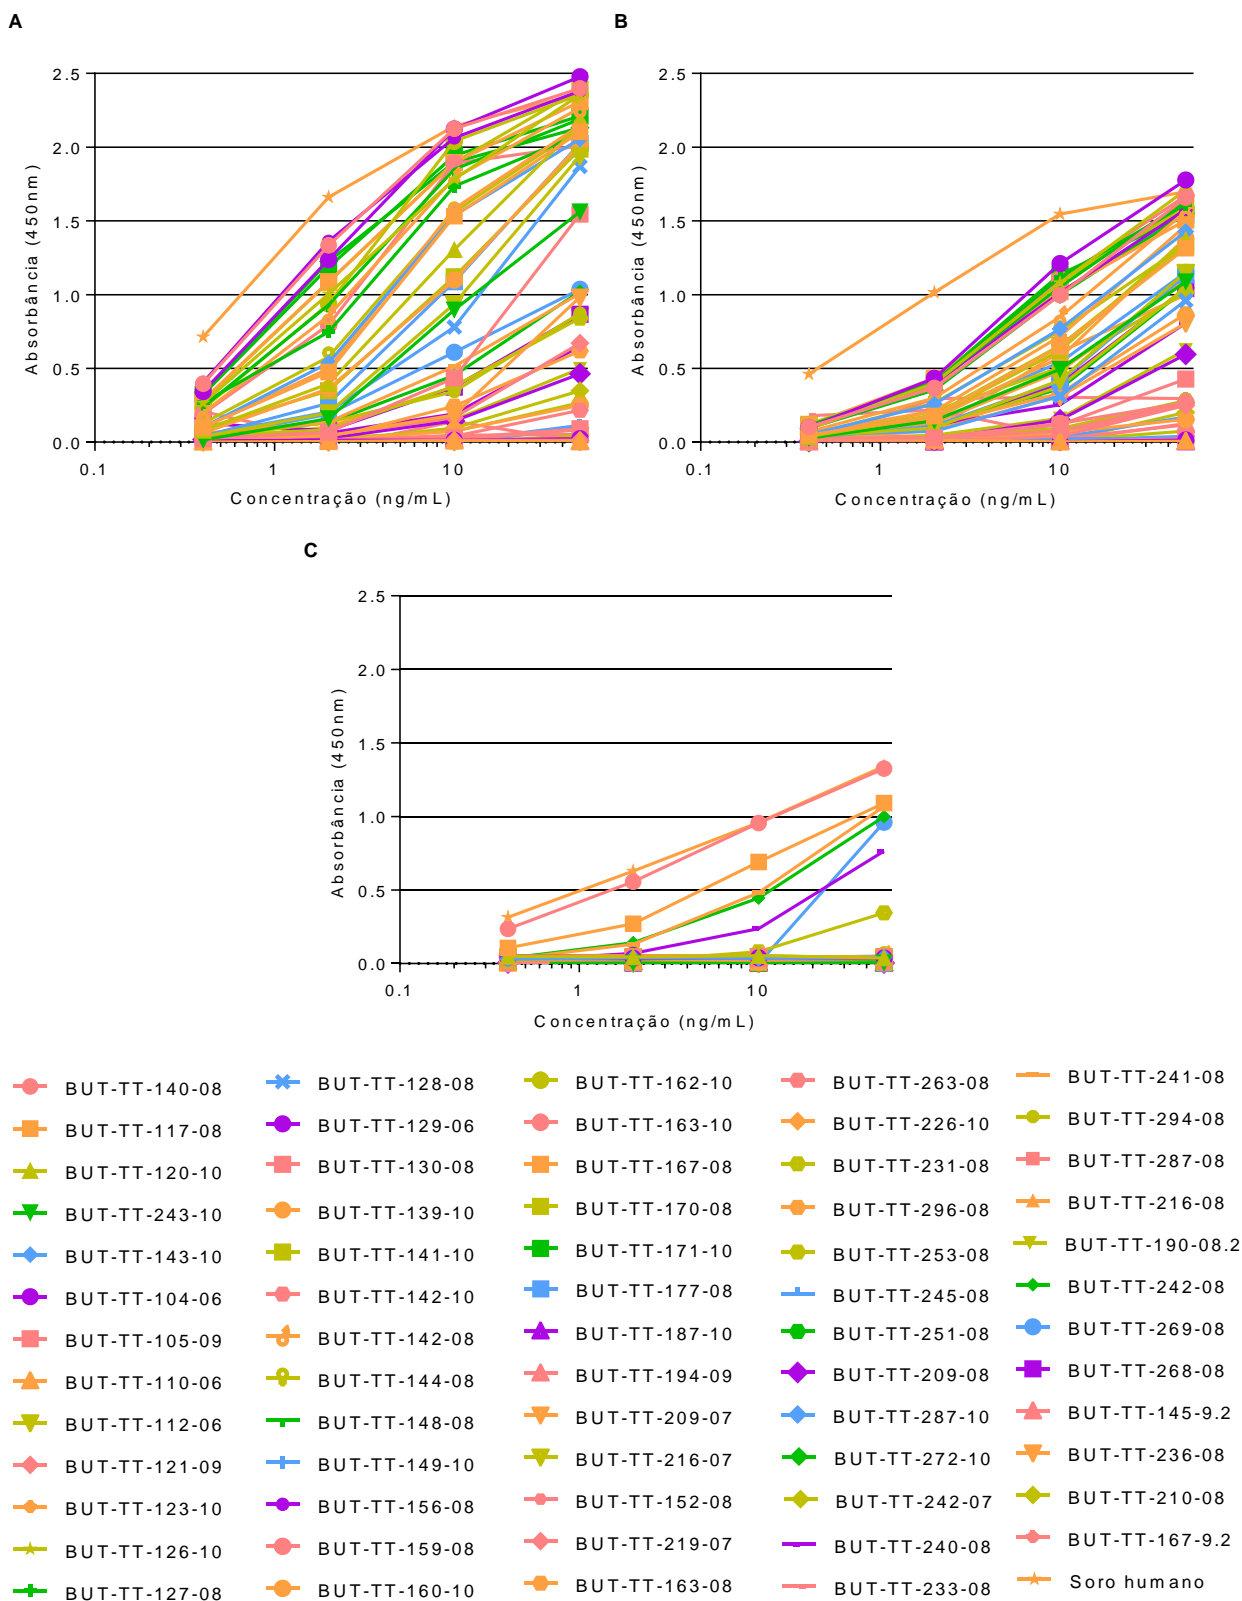 A
2.5
2.0
1.5
1.0
0.5
0.0
0.1
1
10
Absorbância (450nm)
Concentração (ng/mL)
B
2.5
2.0
1.5
1.0
0.5
0.0
0.1
1
10
Absorbância (450nm)
Concentração (ng/mL)
C
2.5
2.0
1.5
1.0
0.5
0.0
0.1
1
10
Absorbância (450nm)
Concentração (ng/mL)
BUT-TT-140-08
BUT-TT-117-08
BUT-TT-120-10
BUT-TT-243-10
BUT-TT-143-10
BUT-TT-104-06
BUT-TT-105-09
BUT-TT-110-06
BUT-TT-112-06
BUT-TT-121-09
BUT-TT-123-10
BUT-TT-126-10
BUT-TT-127-08
BUT-TT-128-08
BUT-TT-129-06
BUT-TT-130-08
BUT-TT-139-10
BUT-TT-141-10
BUT-TT-142-10
BUT-TT-142-08
BUT-TT-144-08
BUT-TT-148-08
BUT-TT-149-10
BUT-TT-156-08
BUT-TT-159-08
BUT-TT-160-10
BUT-TT-162-10
BUT-TT-163-10
BUT-TT-167-08
BUT-TT-170-08
BUT-TT-171-10
BUT-TT-177-08
BUT-TT-187-10
BUT-TT-194-09
BUT-TT-209-07
BUT-TT-216-07
BUT-TT-152-08
BUT-TT-219-07
BUT-TT-163-08
BUT-TT-263-08
BUT-TT-226-10
BUT-TT-231-08
BUT-TT-296-08
BUT-TT-253-08
BUT-TT-245-08
BUT-TT-251-08
BUT-TT-209-08
BUT-TT-287-10
BUT-TT-272-10
BUT-TT-242-07
BUT-TT-240-08
BUT-TT-233-08
BUT-TT-241-08
BUT-TT-294-08
BUT-TT-287-08
BUT-TT-216-08
BUT-TT-190-08.2
BUT-TT-242-08
BUT-TT-269-08
BUT-TT-268-08
BUT-TT-145-9.2
BUT-TT-236-08
BUT-TT-210-08
BUT-TT-167-9.2
Soro humano